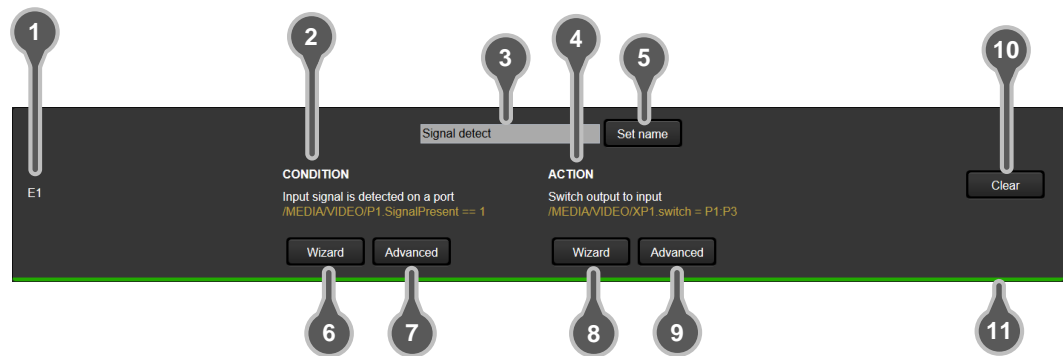 1
2
3
4
5
10
Signal detect
Set name
CONDITION
ACTION
E1
Input signal is detected on a port
/MEDIA/VIDEO/P1.SignalPresent == 1
Switch output to input
/MEDIA/VIDEO/XP1.switch = P1:P3
Clear
Wizard
Advanced
Wizard
Advanced
6
7
8
9
11